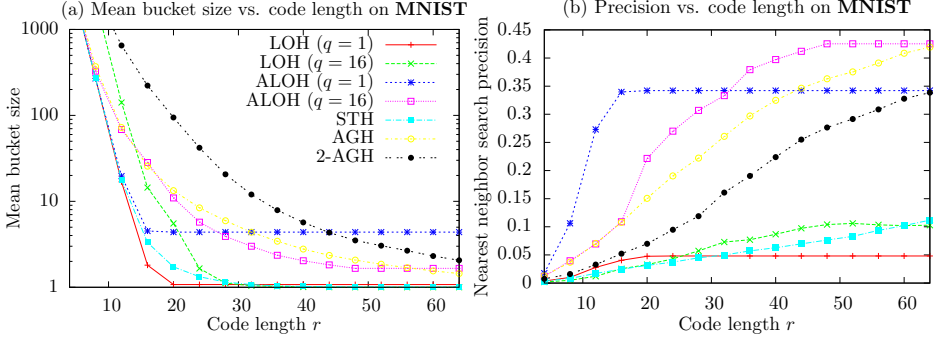 (a) Mean bucket size vs. code length on MNIST
1000
100
10
1
10
20
30
40
50
60
Mean bucket size
Code length r
LOH (q = 1)
LOH (q = 16)
ALOH (q = 1)
ALOH (q = 16)
STH
AGH
2-AGH
(b) Precision vs. code length on MNIST
0.45
0.4
0.35
0.3
0.25
0.2
0.15
0.1
0.05
0
10
20
30
40
50
60
Nearest neighbor search precision
Code length r